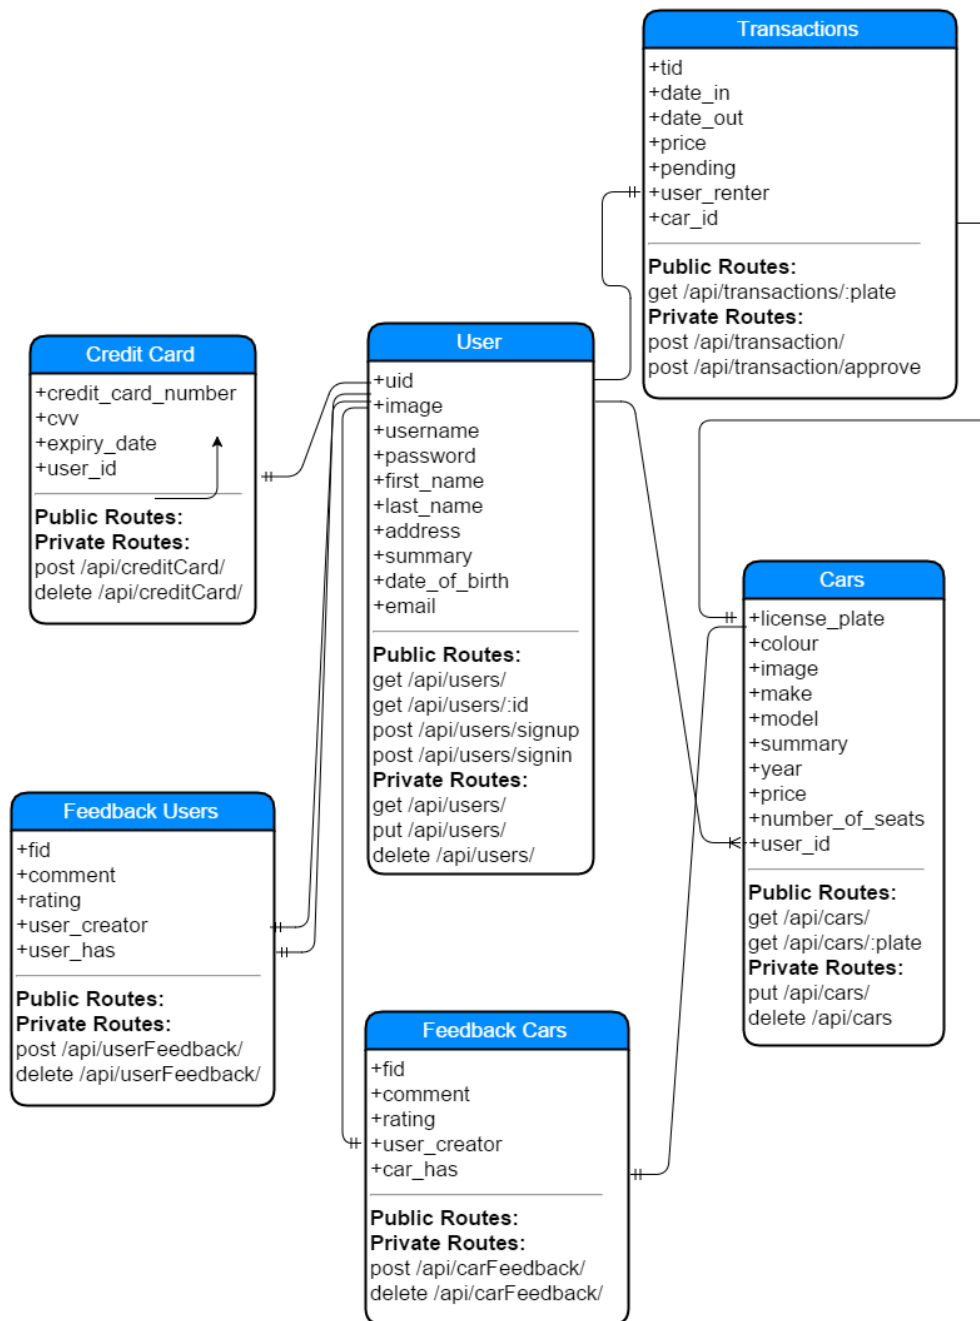 Transactions
+tid
+date_in
+date_out
+price
+pending
+user_renter
+car_id
Public Routes:
get /api/transactions/:plate
Private Routes:
post /api/transaction/
post /api/transaction/approve
Credit Card
+credit_card_number
+cvv
+expiry_date
+user_id
Public Routes:
Private Routes:
post /api/creditCard/
delete /api/creditCard/
User
+uid
+image
+username
+password
+first_name
+last_name
+address
+summary
+date_of_birth
+email
Public Routes:
get /api/users/
get /api/users/:id
post /api/users/signup
post /api/users/signin
Private Routes:
get /api/users/
put /api/users/
delete /api/users/
Cars
+license_plate
+colour
+image
+make
+model
+summary
+year
+price
+number_of_seats
+user_id
Public Routes:
get /api/cars/
get /api/cars/:plate
Private Routes:
put /api/cars/
delete /api/cars
Feedback Users
+fid
+comment
+rating
+user_creator
+user_has
Public Routes:
Private Routes:
post /api/userFeedback/
delete /api/userFeedback/
Feedback Cars
+fid
+comment
+rating
+user_creator
+car_has
Public Routes:
Private Routes:
post /api/carFeedback/
delete /api/carFeedback/